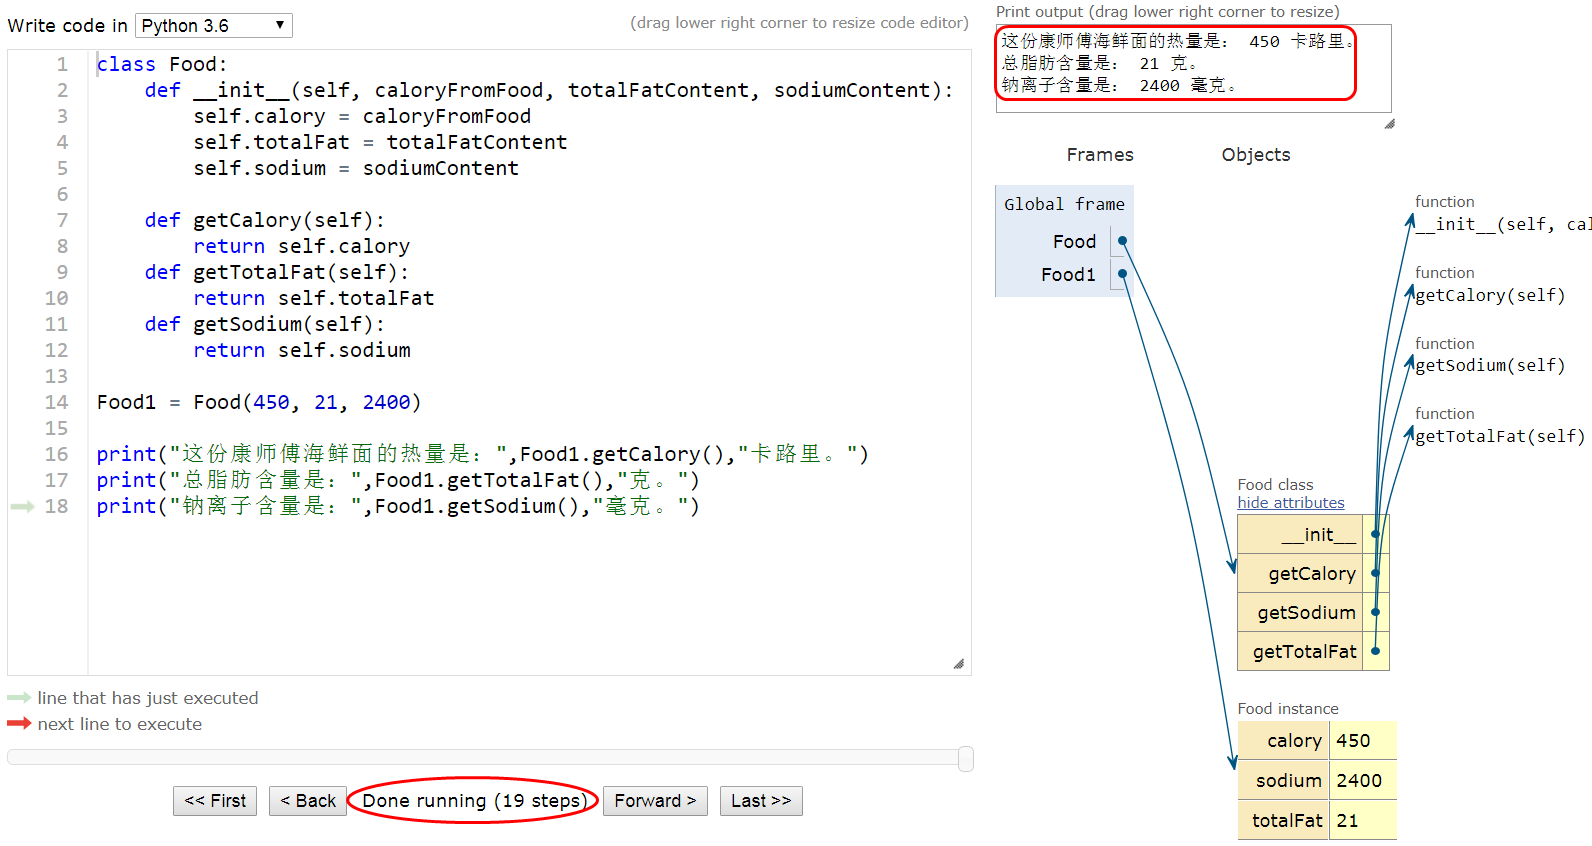 Write code in Python 3.6
(drag lower right corner to resize code editor)
1 class Food:
2     def __init__(self, caloryFromFood, totalFatContent, sodiumContent):
3         self.calory = caloryFromFood
4         self.totalFat = totalFatContent
5         self.sodium = sodiumContent
6
7     def getCalory(self):
8         return self.calory
9     def getTotalFat(self):
10         return self.totalFat
11     def getSodium(self):
12         return self.sodium
13
14 Food1 = Food(450, 21, 2400)
15
16 print("这份康师傅海鲜面的热量是：",Food1.getCalory(),"卡路里。")
17 print("总脂肪含量是：",Food1.getTotalFat(),"克。")
18 print("钠离子含量是：",Food1.getSodium(),"毫克。")
line that has just executed
next line to execute
<< First
< Back
Done running (19 steps)
Forward >
Last >>
Print output (drag lower right corner to resize)
这份康师傅海鲜面的热量是： 450 卡路里。
总脂肪含量是： 21 克。
钠离子含量是： 2400 毫克。
Frames
Objects
Global frame
Food
Food1
function
__init__(self, cal
function
getCalory(self)
function
getSodium(self)
function
getTotalFat(self)
Food class
hide attributes
__init__
getCalory
getSodium
getTotalFat
Food instance
calory 450
sodium 2400
totalFat 21